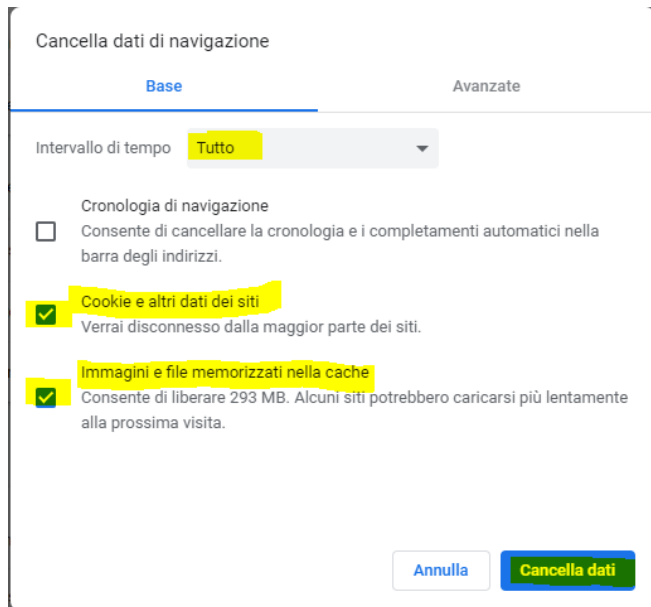 Cancella dati di navigazione
Base Avanzate
Intervallo di tempo Tutto
Cronologia di navigazione
Consente di cancellare la cronologia e i completamenti automatici nella
barra degli indirizzi.
Cookie e altri dati dei siti
Verrai disconnesso dalla maggior parte dei siti.
Immagini e file memorizzati nella cache
Consente di liberare 293 MB. Alcuni siti potrebbero caricarsi più lentamente
alla prossima visita.
Annulla Cancella dati